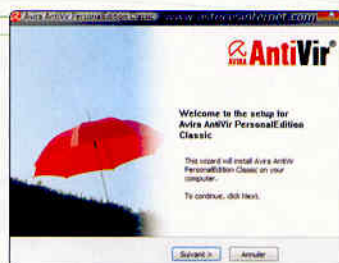 Avira AntiVir PersonalEdition Classic www.astucesinternet.com
AVIRA AntiVir®
Welcome to the setup for
Avira AntiVir PersonalEdition
Classic
This wizard will install Avira AntiVir
PersonalEdition Classic on your
computer.
To continue, click Next.
Suivant >
Annuler